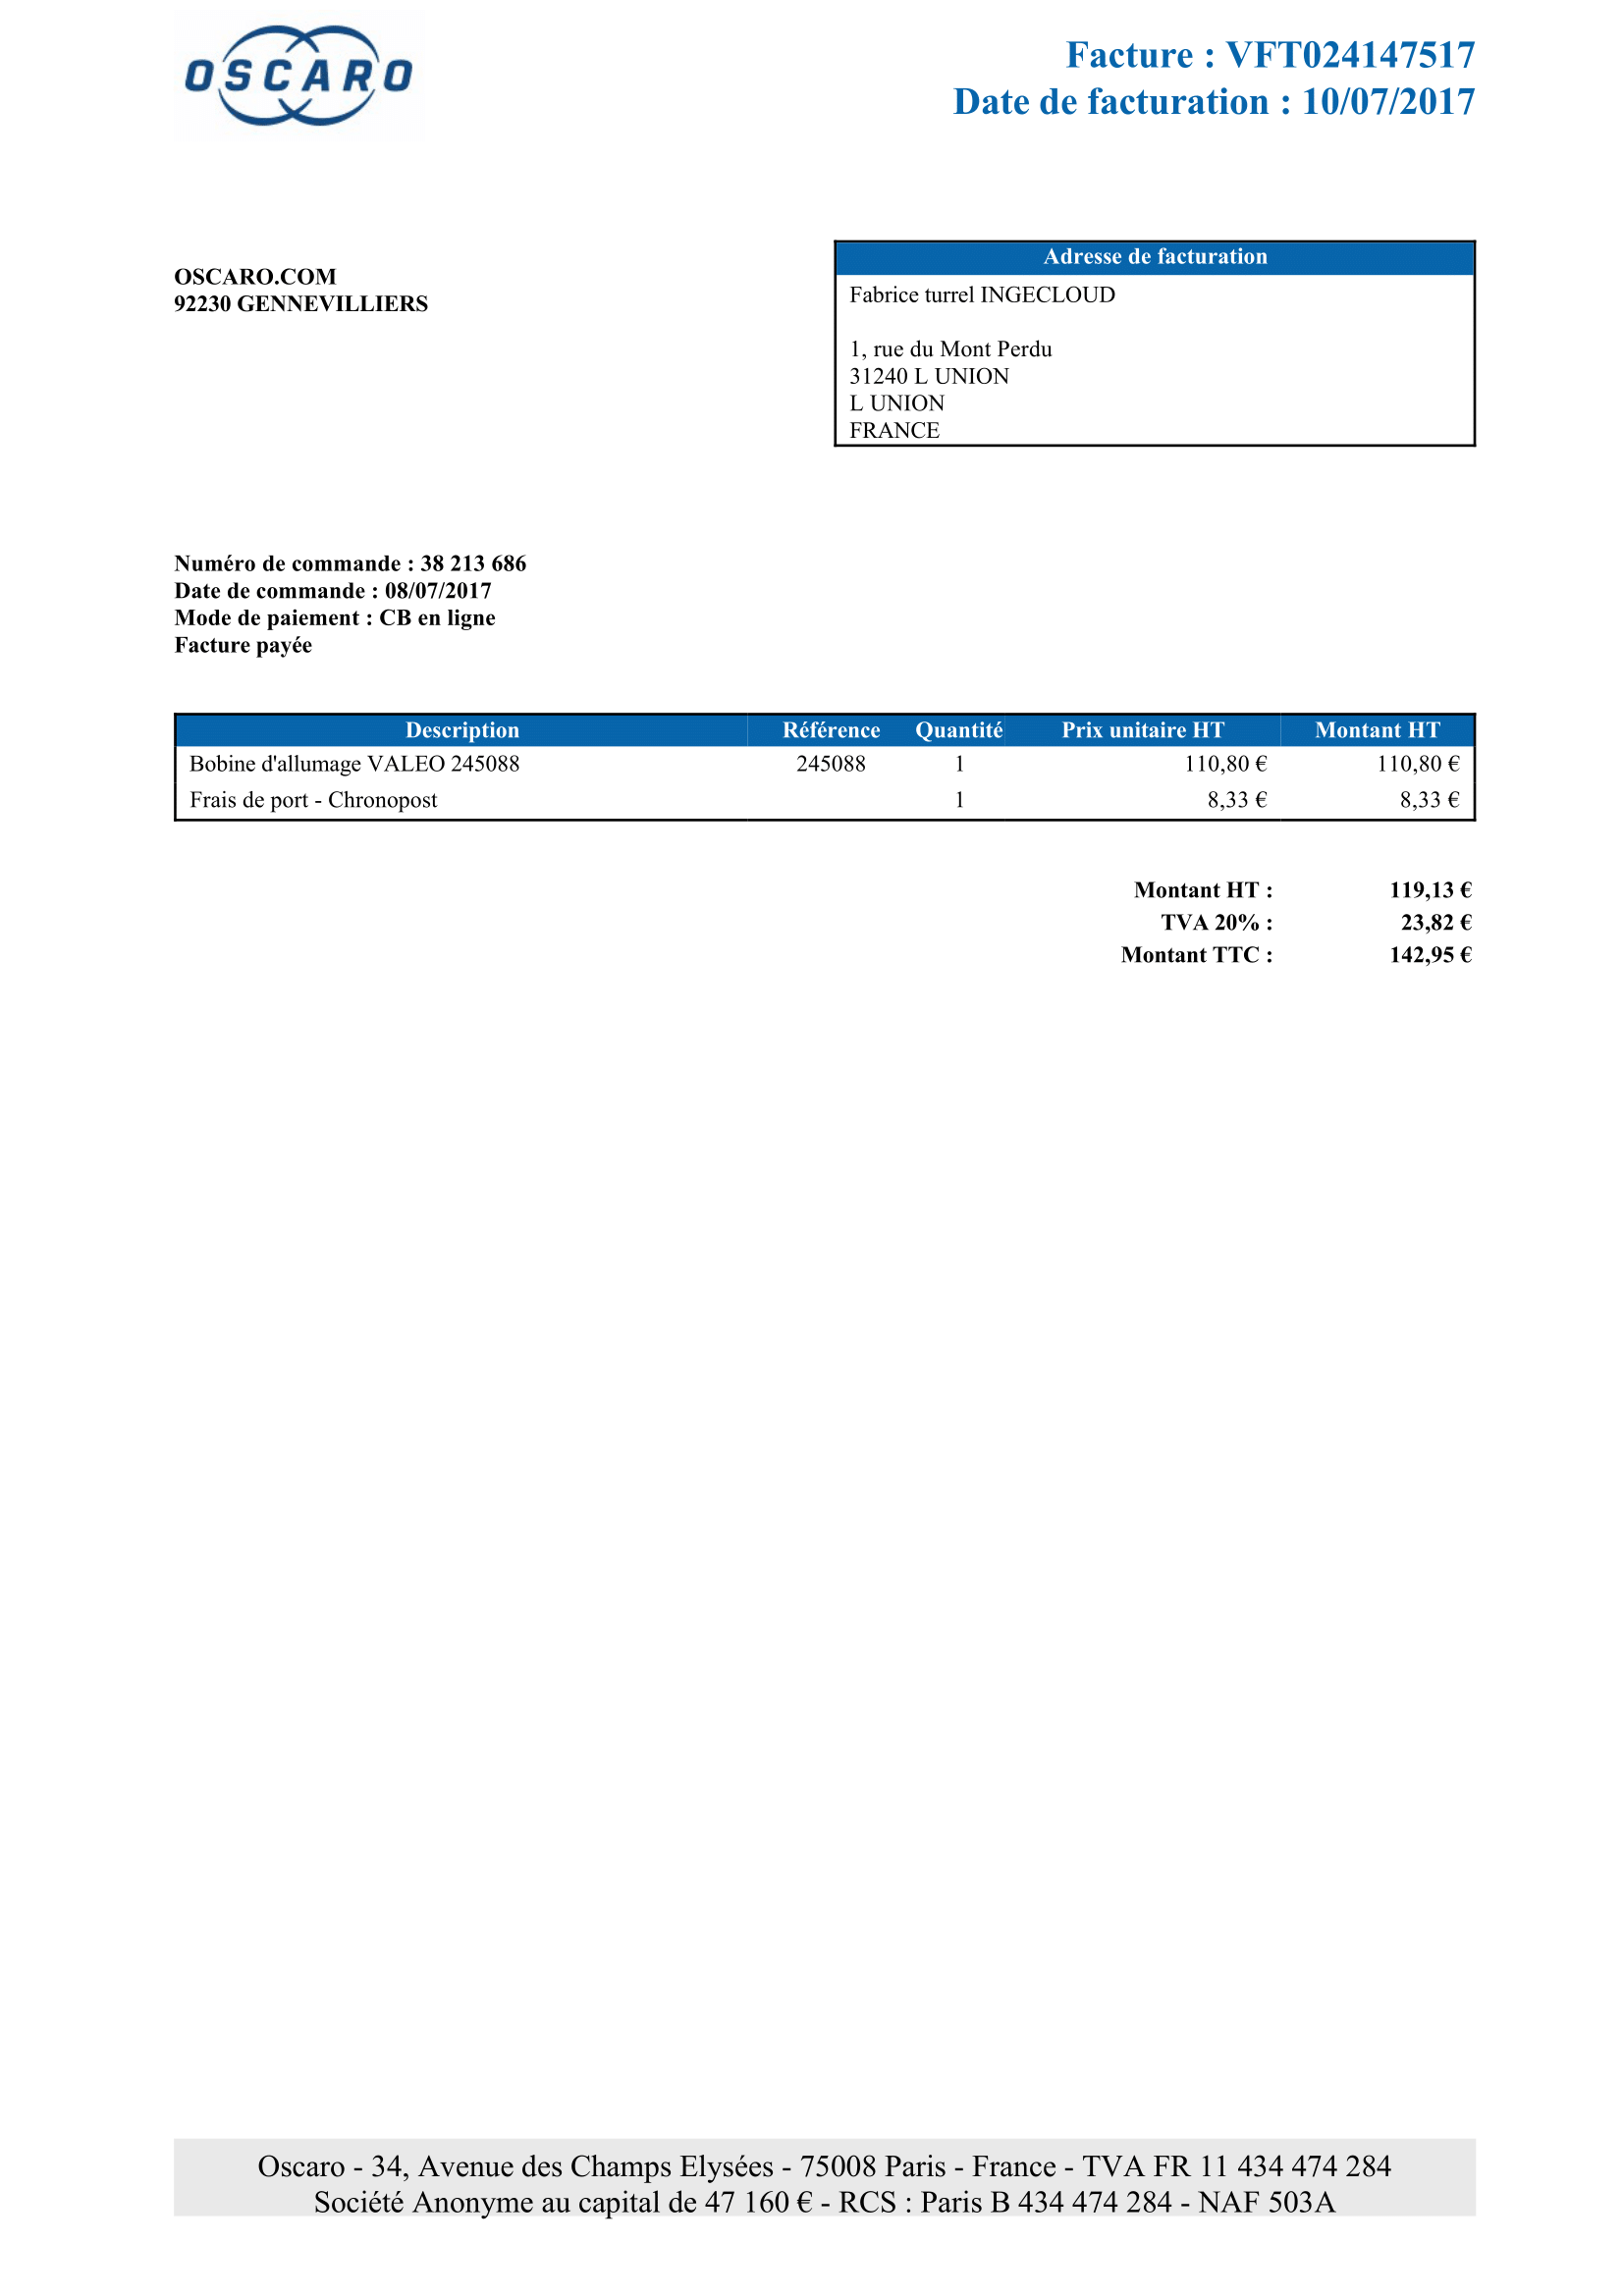 OSCARO
Facture : VFT024147517
Date de facturation : 10/07/2017
OSCARO.COM
92230 GENNEVILLIERS
Adresse de facturation
Fabrice turrel INGECLOUD
1, rue du Mont Perdu
31240 L UNION
L UNION
FRANCE
Numéro de commande : 38 213 686
Date de commande : 08/07/2017
Mode de paiement : CB en ligne
Facture payée
Description Référence Quantité Prix unitaire HT Montant HT
Bobine d'allumage VALEO 245088 245088 1 110,80 € 110,80 €
Frais de port - Chronopost 1 8,33 € 8,33 €
Montant HT : 119,13 €
TVA 20% : 23,82 €
Montant TTC : 142,95 €
Oscaro - 34, Avenue des Champs Elysées - 75008 Paris - France - TVA FR 11 434 474 284
Société Anonyme au capital de 47 160 € - RCS : Paris B 434 474 284 - NAF 503A